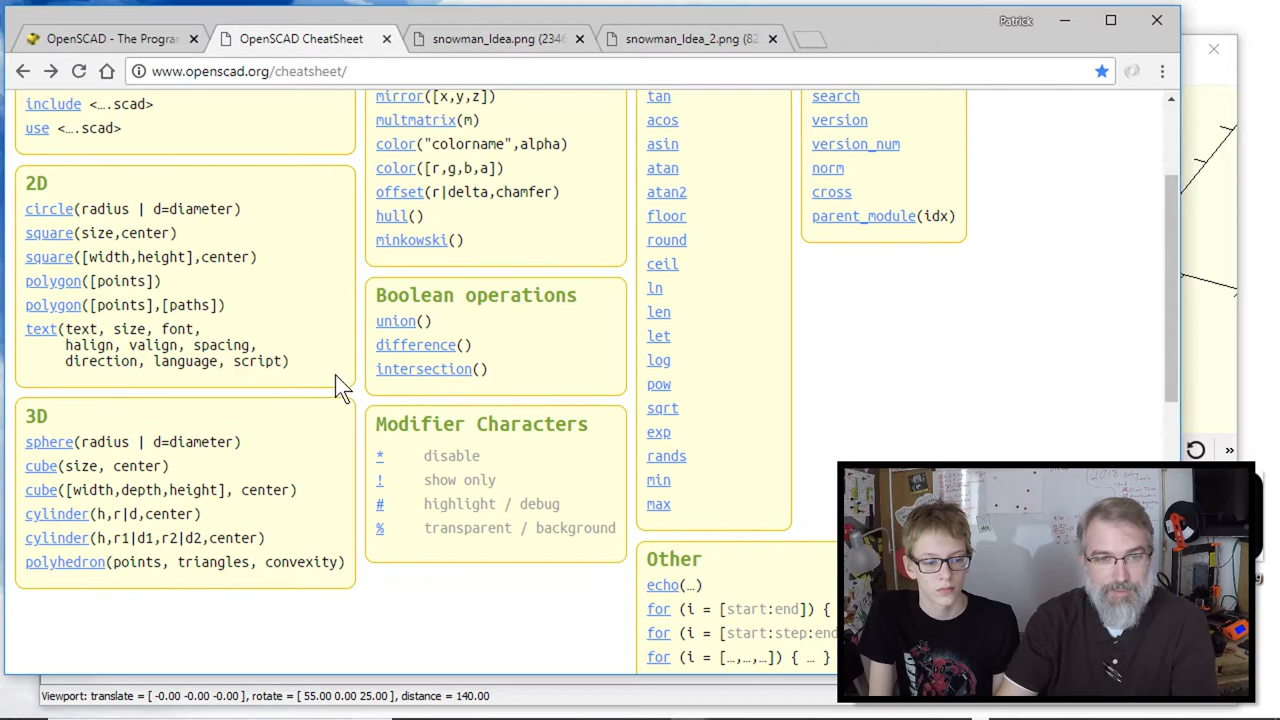 Patrick
OpenSCAD - The Progra
OpenSCAD CheatSheet
snowman_Idea.png (2346
snowman_Idea_2.png (82
www.openscad.org/cheatsheet/
include <….scad>
use <….scad>
2D
circle(radius | d=diameter)
square(size,center)
square([width,height],center)
polygon([points])
polygon([points],[paths])
text(text, size, font,
halign, valign, spacing,
direction, language, script)
3D
sphere(radius | d=diameter)
cube(size, center)
cube([width,depth,height], center)
cylinder(h,r|d,center)
cylinder(h,r1|d1,r2|d2,center)
polyhedron(points, triangles, convexity)
mirror([x,y,z])
multmatrix(m)
color("colorname",alpha)
color([r,g,b,a])
offset(r|delta,chamfer)
hull()
minkowski()
Boolean operations
union()
difference()
intersection()
Modifier Characters
* disable
! show only
# highlight / debug
% transparent / background
tan
acos
asin
atan
atan2
floor
round
ceil
ln
len
let
log
pow
sqrt
exp
rands
min
max
Other
echo(…)
for (i = [start:end]) {
for (i = [start:step:end
for (i = […,…,…]) { … }
search
version
version_num
norm
cross
parent_module(idx)
Viewport: translate = [ -0.00 -0.00 -0.00 ], rotate = [ 55.00 0.00 25.00 ], distance = 140.00